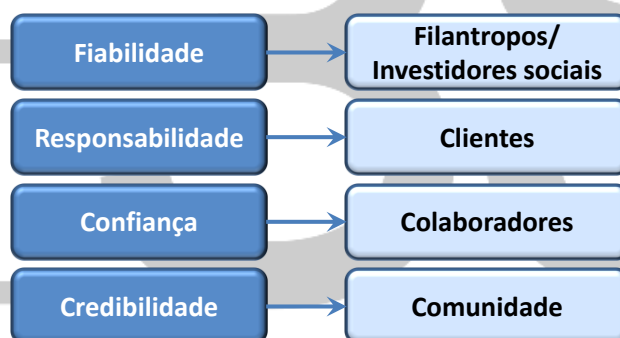 Fiabilidade
Filantropos/
Investidores sociais
Responsabilidade
Clientes
Confiança
Colaboradores
Credibilidade
Comunidade